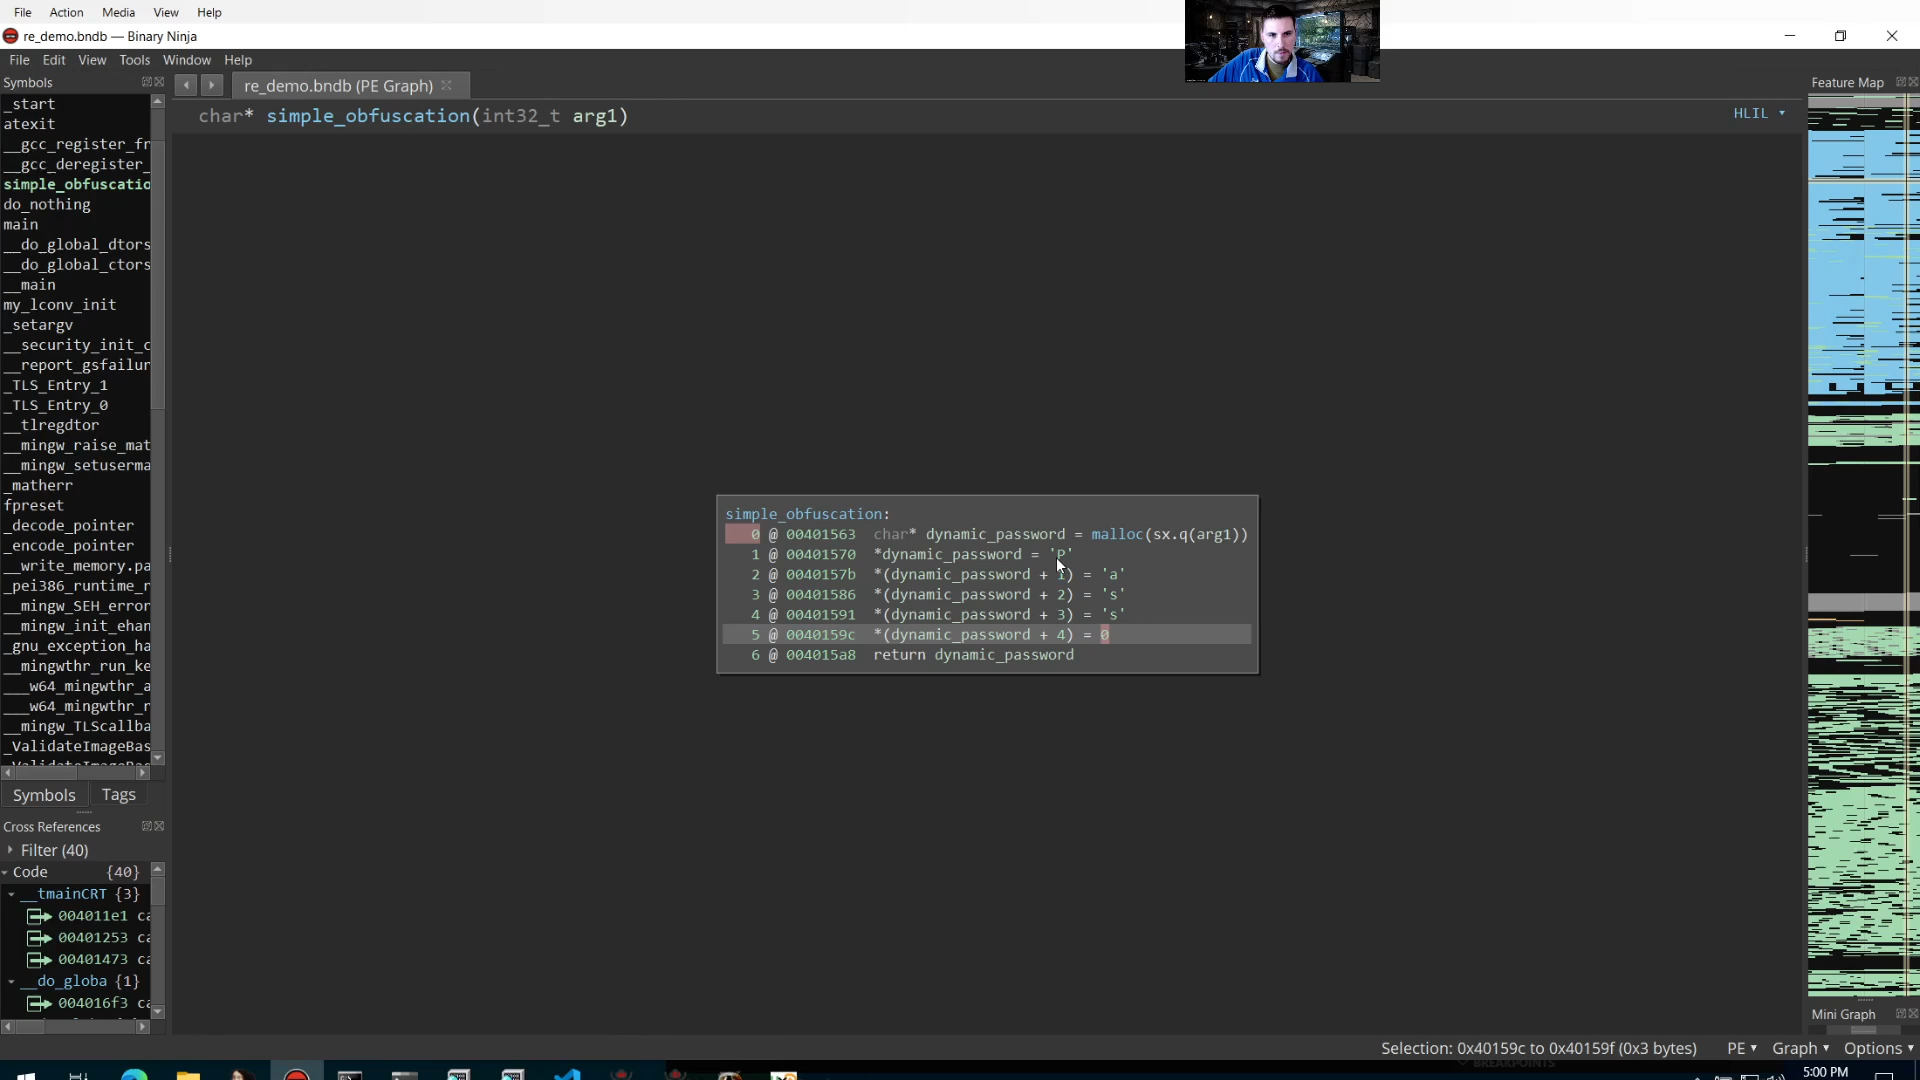 File Action Media View Help
re_demo.bndb — Binary Ninja
File Edit View Tools Window Help
Symbols
_start
atexit
__gcc_register_fr
__gcc_deregister_
simple_obfuscatio
do_nothing
main
__do_global_dtors
__do_global_ctors
__main
my_lconv_init
_setargv
__security_init_c
__report_gsfailur
_TLS_Entry_1
_TLS_Entry_0
__tlregdtor
__mingw_raise_mat
__mingw_setuserma
_matherr
fpreset
_decode_pointer
_encode_pointer
__write_memory.pa
_pei386_runtime_r
__mingw_SEH_error
__mingw_init_ehan
_gnu_exception_ha
__mingwthr_run_ke
___w64_mingwthr_a
___w64_mingwthr_r
__mingw_TLScallba
_ValidateImageBas
Symbols Tags
Cross References
Filter (40)
Code {40}
__tmainCRT {3}
004011e1 ca
00401253 ca
00401473 ca
__do_globa {1}
004016f3 ca
re_demo.bndb (PE Graph)
char* simple_obfuscation(int32_t arg1)
HLIL
simple_obfuscation:
0 @ 00401563 char* dynamic_password = malloc(sx.q(arg1))
1 @ 00401570 *dynamic_password = 'P'
2 @ 0040157b *(dynamic_password + 1) = 'a'
3 @ 00401586 *(dynamic_password + 2) = 's'
4 @ 00401591 *(dynamic_password + 3) = 's'
5 @ 0040159c *(dynamic_password + 4) = 0
6 @ 004015a8 return dynamic_password
Feature Map
Mini Graph
Selection: 0x40159c to 0x40159f (0x3 bytes) PE Graph Options
BREAKPOINTS
5:00 PM